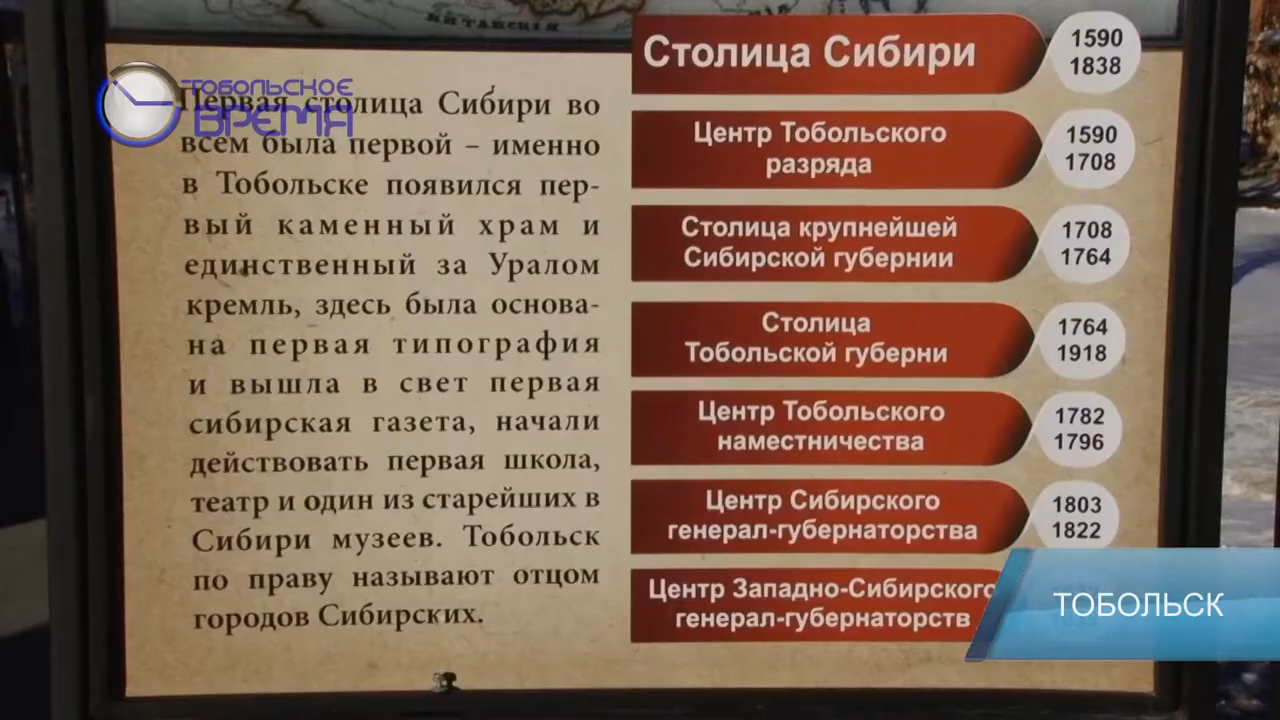 КИТАЙСКІЯ
ТОБОЛЬСКОЕ
ВРЕМЯ
Первая столица Сибири во
всем была первой – именно
в Тобольске появился пер-
вый каменный храм и
единственный за Уралом
кремль, здесь была основа-
на первая типография
и вышла в свет первая
сибирская газета, начали
действовать первая школа,
театр и один из старейших в
Сибири музеев. Тобольск
по праву называют отцом
городов Сибирских.
Столица Сибири
1590
1838
Центр Тобольского
разряда
1590
1708
Столица крупнейшей
Сибирской губернии
1708
1764
Столица
Тобольской губерни
1764
1918
Центр Тобольского
наместничества
1782
1796
Центр Сибирского
генерал-губернаторства
1803
1822
Центр Западно-Сибирского
генерал-губернаторств
ТОБОЛЬСК